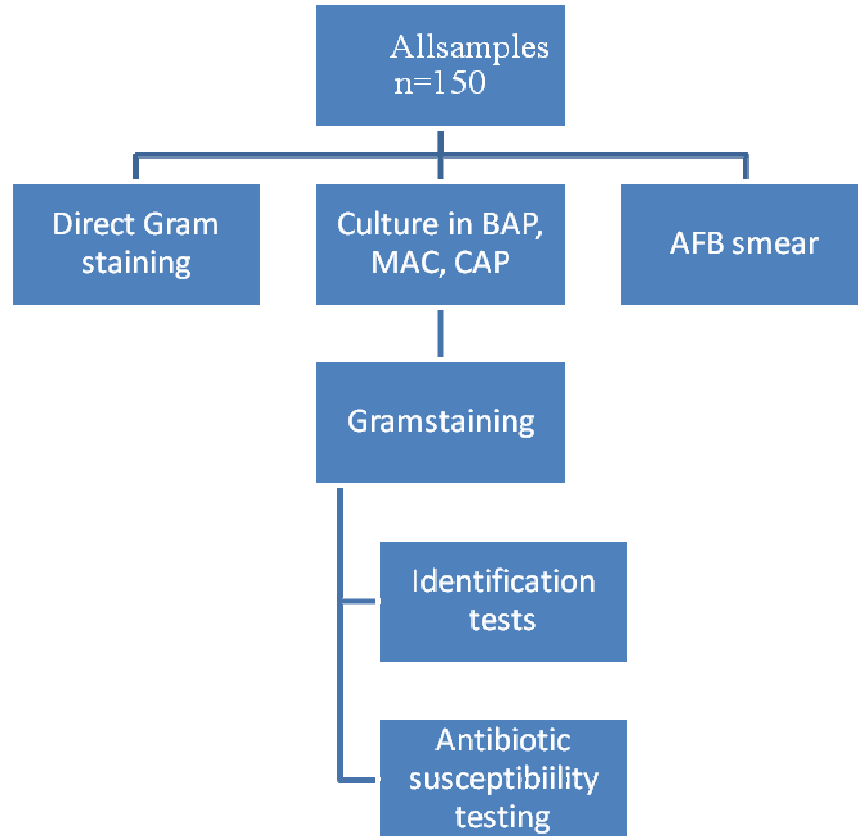 Allsamples
n=150
Direct Gram
staining
Culture in BAP,
MAC, CAP
AFB smear
Gramstaining
Identification
tests
Antibiotic
susceptibiility
testing